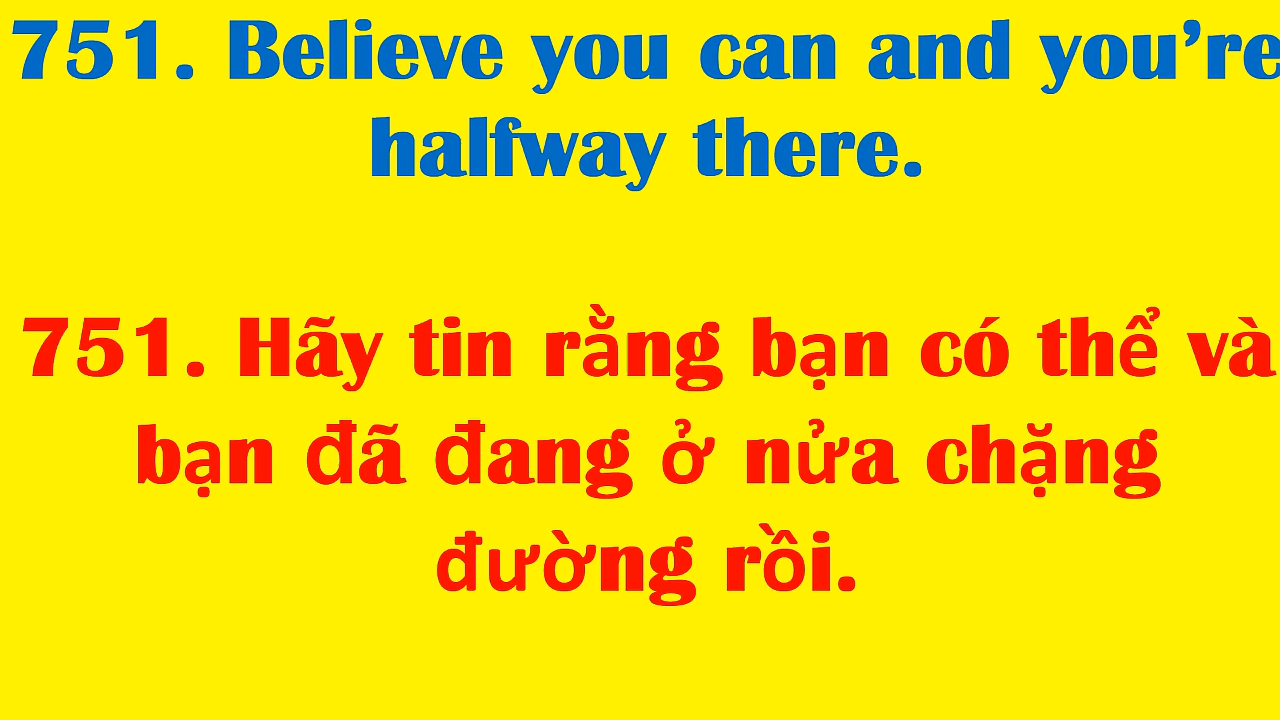 751. Believe you can and you’re
halfway there.
751. Hãy tin rằng bạn có thể và
bạn đã đang ở nửa chặng
đường rồi.